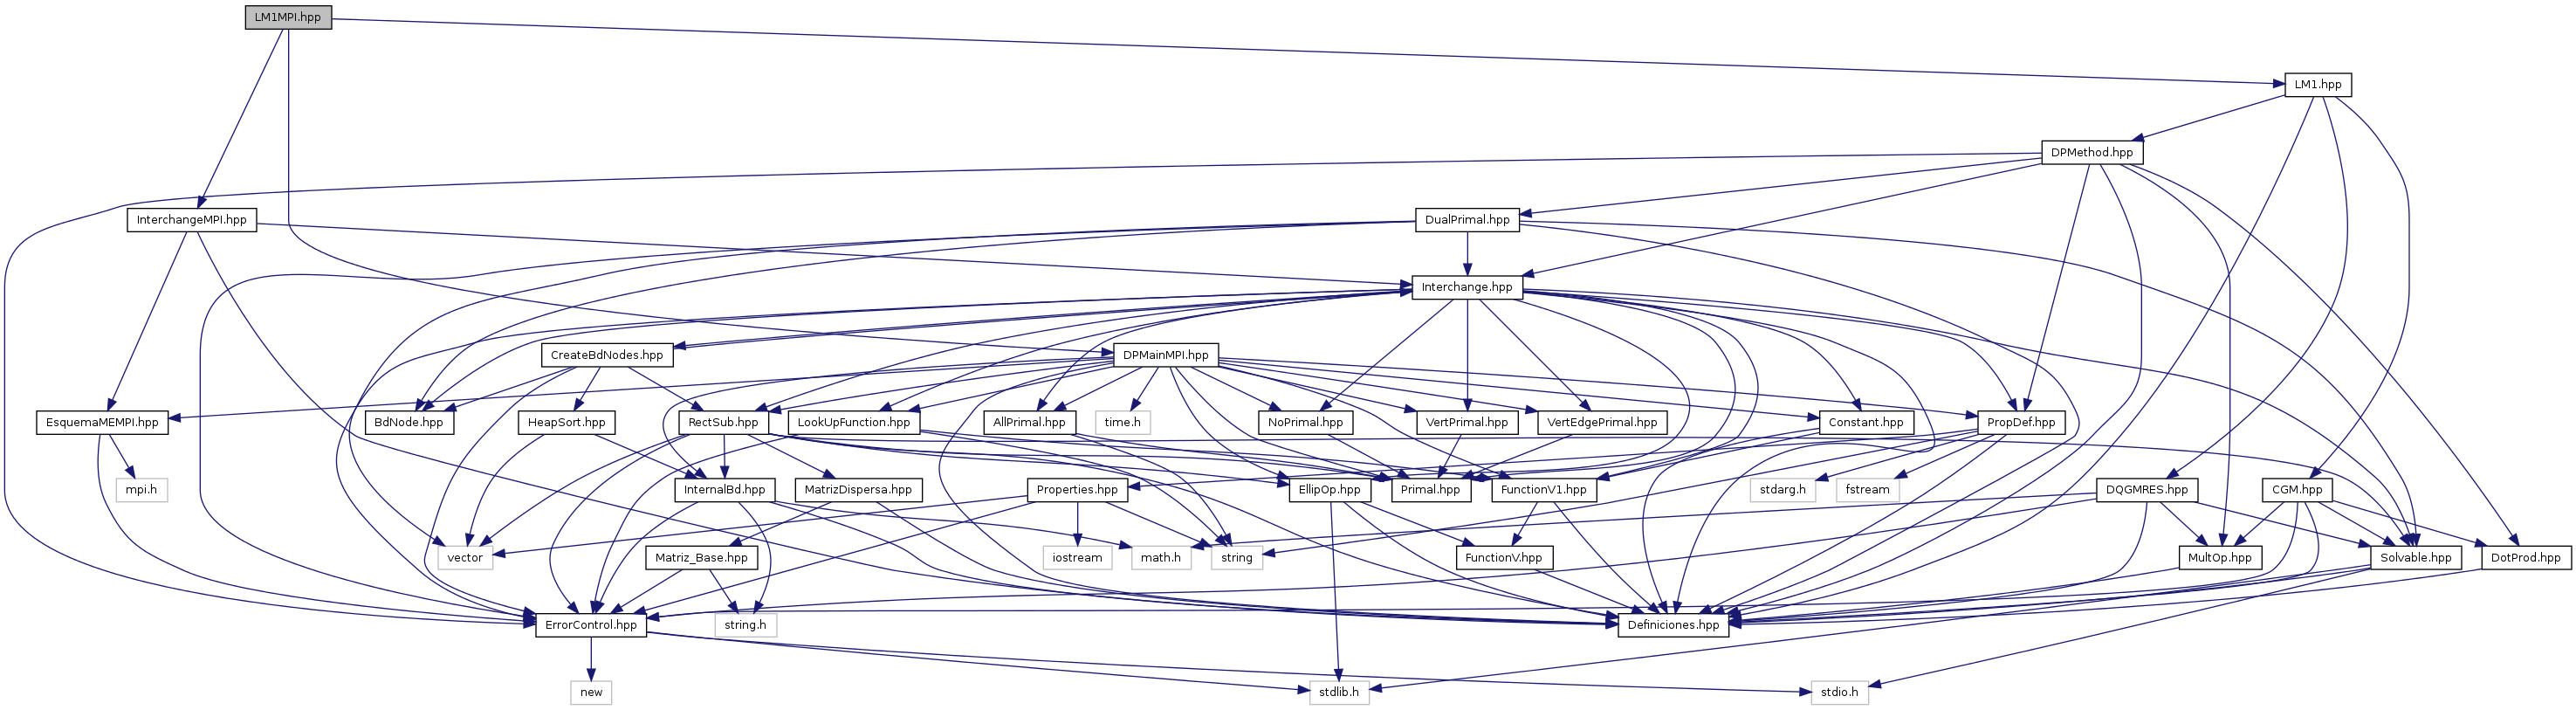 LM1MPI.hpp
LM1.hpp
DPMethod.hpp
InterchangeMPI.hpp
DualPrimal.hpp
Interchange.hpp
CreateBdNodes.hpp
DPMainMPI.hpp
EsquemaMEMPI.hpp
BdNode.hpp
HeapSort.hpp
RectSub.hpp
LookUpFunction.hpp
AllPrimal.hpp
time.h
NoPrimal.hpp
VertPrimal.hpp
VertEdgePrimal.hpp
Constant.hpp
PropDef.hpp
mpi.h
InternalBd.hpp
MatrizDispersa.hpp
Properties.hpp
EllipOp.hpp
Primal.hpp
FunctionV1.hpp
stdarg.h
fstream
DQGMRES.hpp
CGM.hpp
vector
Matriz_Base.hpp
iostream
math.h
string
FunctionV.hpp
MultOp.hpp
Solvable.hpp
DotProd.hpp
ErrorControl.hpp
string.h
Definiciones.hpp
new
stdlib.h
stdio.h